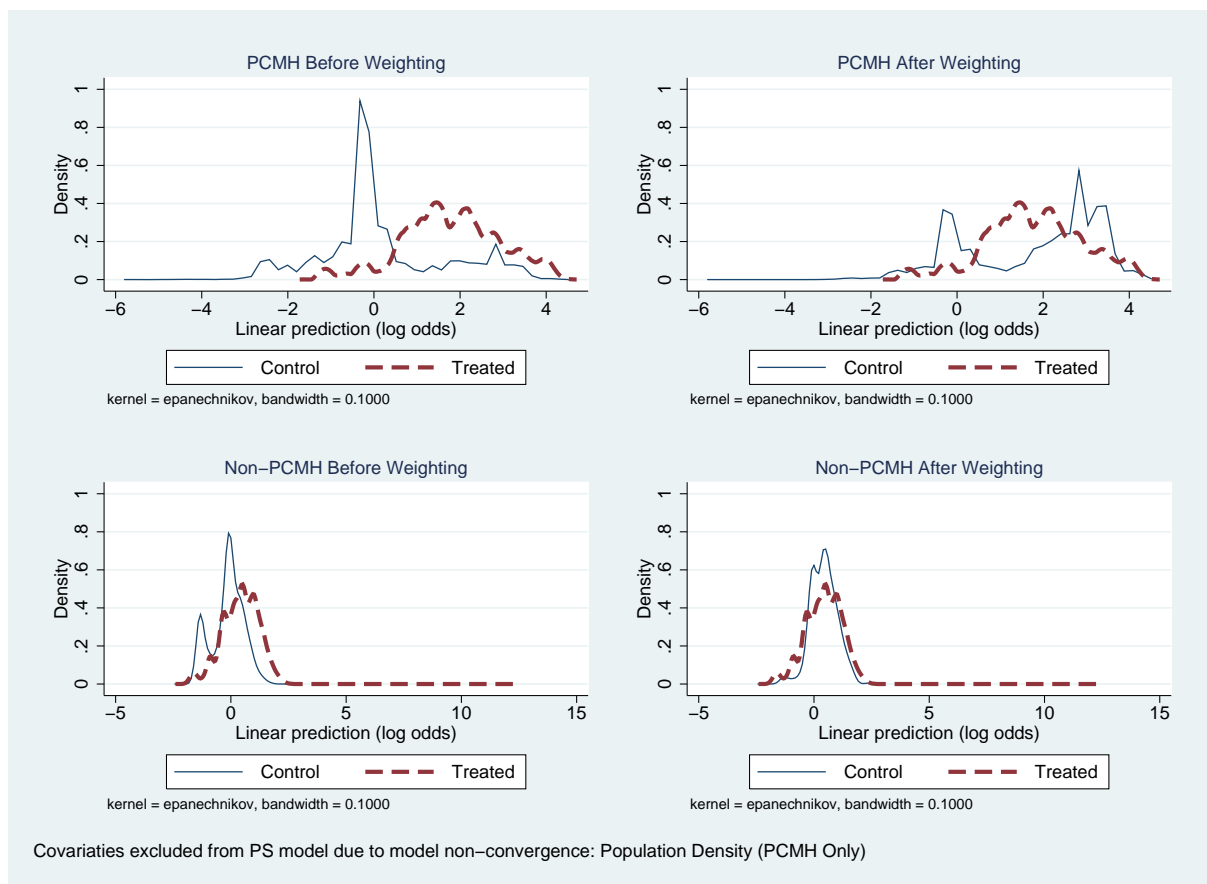 PCMH Before Weighting
Density
0 .2 .4 .6 .8 1
−6 −4 −2 0 2 4
Linear prediction (log odds)
Control Treated
kernel = epanechnikov, bandwidth = 0.1000
PCMH After Weighting
Density
0 .2 .4 .6 .8 1
−6 −4 −2 0 2 4
Linear prediction (log odds)
Control Treated
kernel = epanechnikov, bandwidth = 0.1000
Non−PCMH Before Weighting
Density
0 .2 .4 .6 .8 1
−5 0 5 10 15
Linear prediction (log odds)
Control Treated
kernel = epanechnikov, bandwidth = 0.1000
Non−PCMH After Weighting
Density
0 .2 .4 .6 .8 1
−5 0 5 10 15
Linear prediction (log odds)
Control Treated
kernel = epanechnikov, bandwidth = 0.1000
Covariaties excluded from PS model due to model non−convergence: Population Density (PCMH Only)